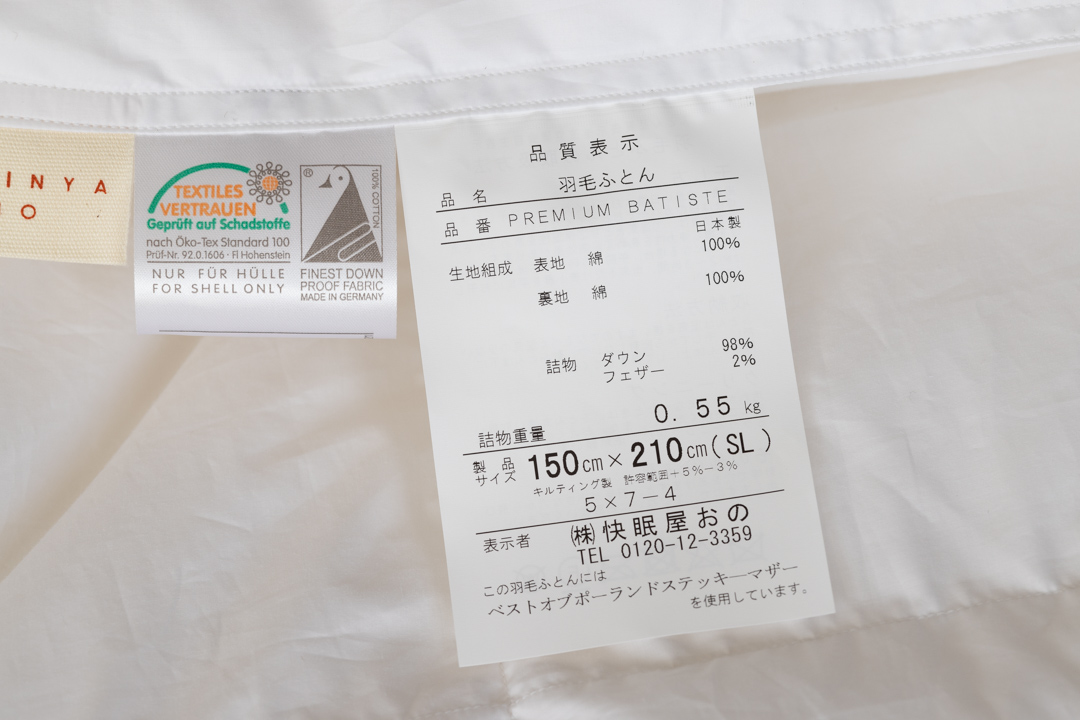 INYA
IO
TEXTILES
VERTRAUEN
Geprüft auf Schadstoffe
nach Öko-Tex Standard 100
Prüf-Nr. 92.0.1606 · FI Hohenstein
NUR FÜR HÜLLE
FOR SHELL ONLY
®
100% COTTON
FINEST DOWN
PROOF FABRIC
MADE IN GERMANY
品質表示
品名 羽毛ふとん
品番 PREMIUM BATISTE
日本製
生地組成 表地 綿 100%
裏地 綿 100%
詰物 ダウン 98%
フェザー 2%
詰物重量 0.55 kg
製品サイズ 150cm×210cm(SL)
キルティング製 許容範囲+5%-3%
5×7-4
表示者 ㈱快眠屋おの
TEL 0120-12-3359
この羽毛ふとんには
ベストオブポーランドステッキーマザー
を使用しています。